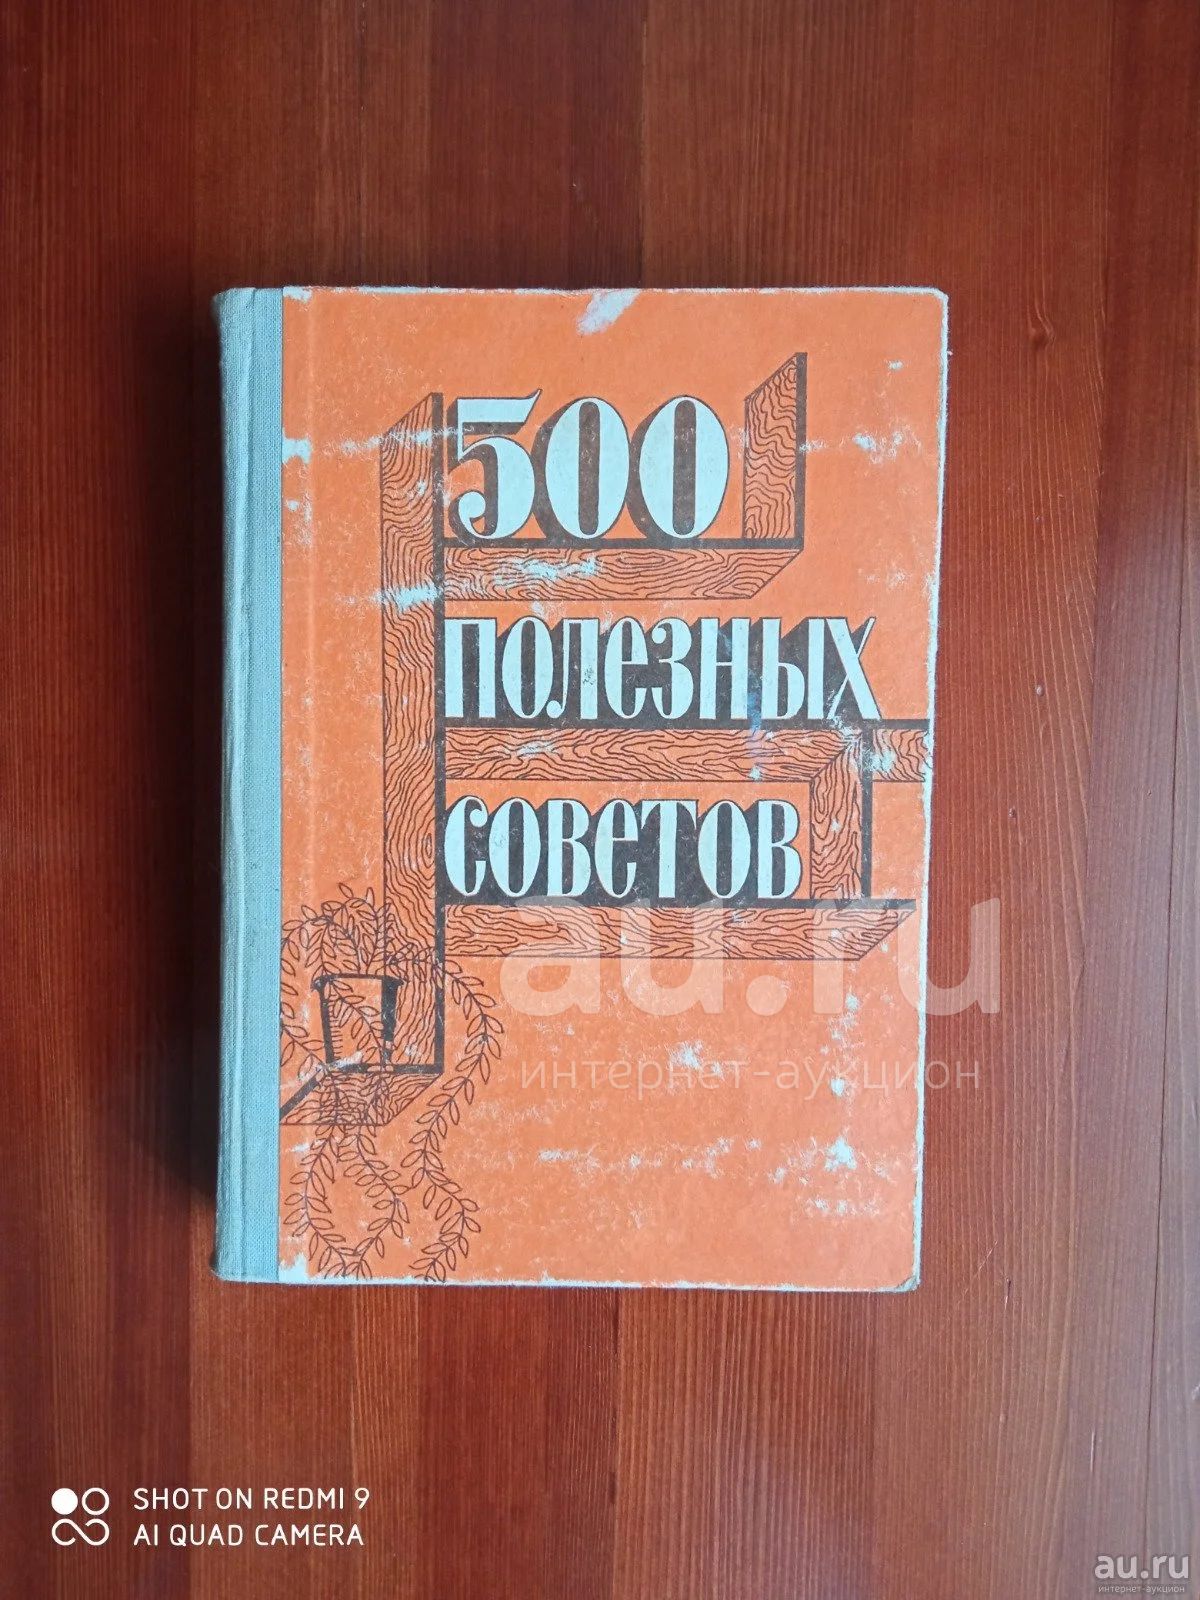 500
ПОЛЕЗНЫХ
СОВЕТОВ
au.ru
интернет-аукцион
SHOT ON REDMI 9
AI QUAD CAMERA
au.ru
интернет-аукцион